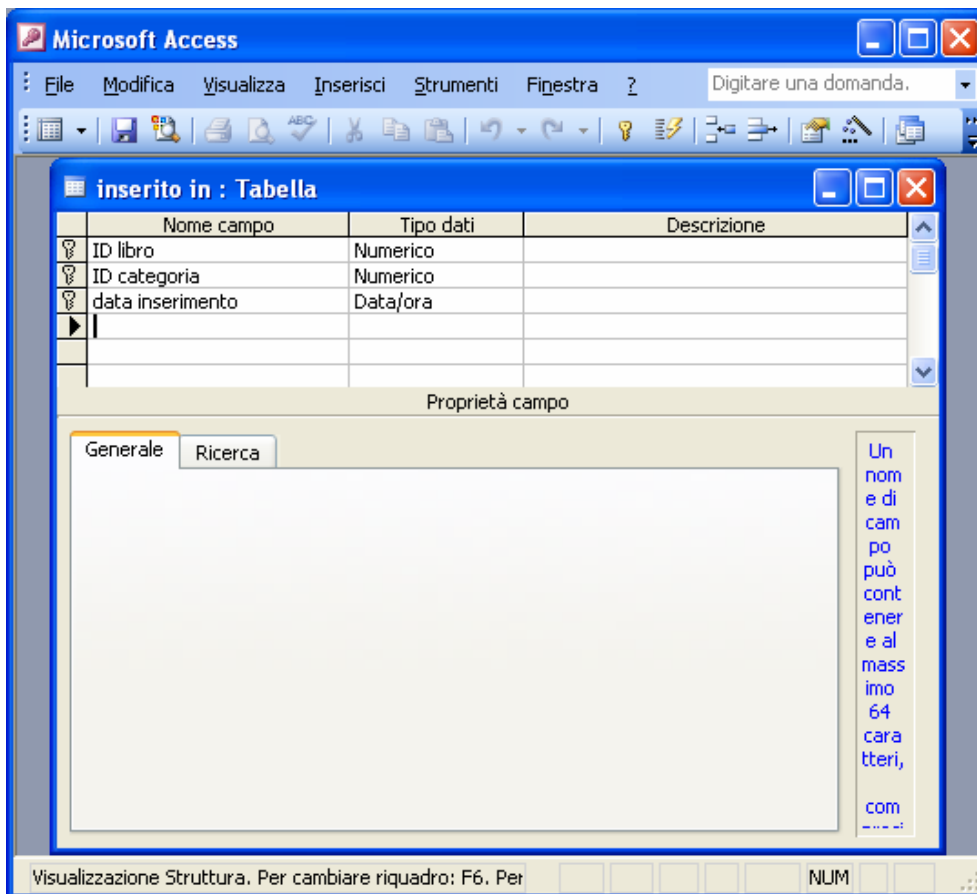 Microsoft Access
File Modifica Visualizza Inserisci Strumenti Finestra ? Digitare una domanda.
ABC
inserito in : Tabella
Nome campo Tipo dati Descrizione
ID libro Numerico
ID categoria Numerico
data inserimento Data/ora
Proprietà campo
Generale Ricerca
Un
nom
e di
cam
po
può
cont
ener
e al
mass
imo
64
cara
tteri,
com
Visualizzazione Struttura. Per cambiare riquadro: F6. Per NUM